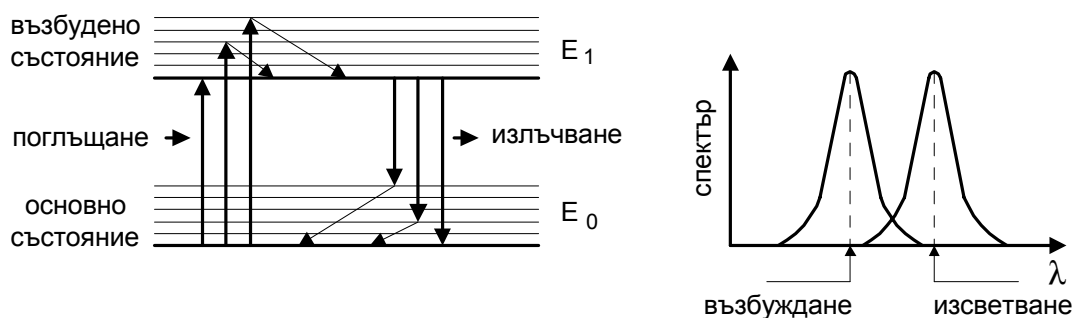 възбудено
състояние
E 1
поглъщане
излъчване
основно
състояние
E 0
спектър
λ
възбуждане
изсветване